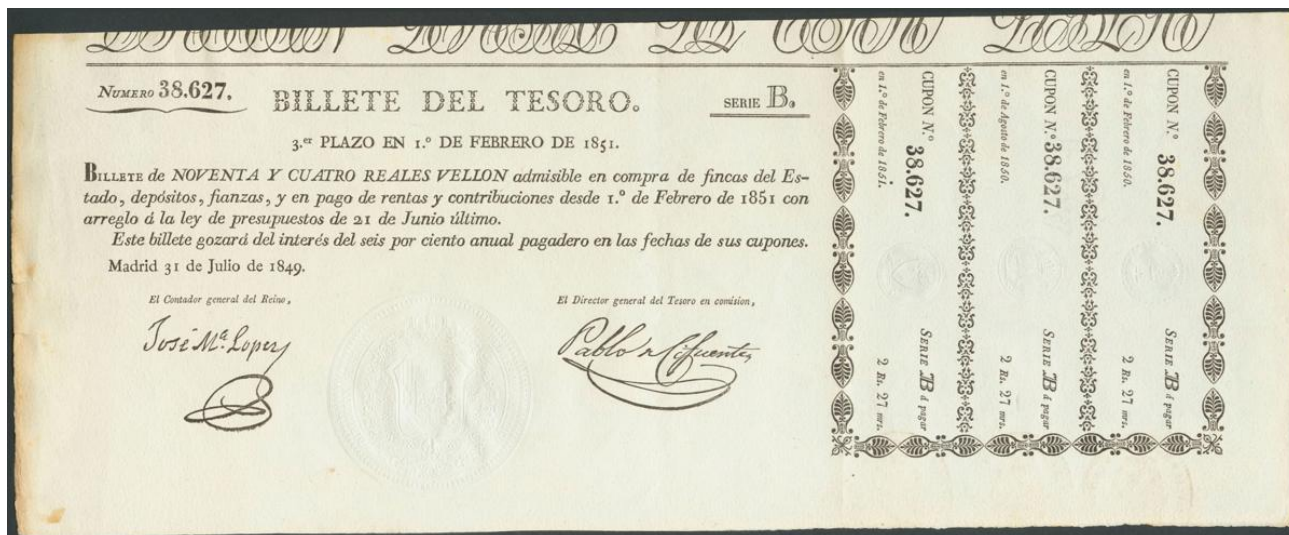 NUMERO 38.627.
BILLETE DEL TESORO.
SERIE B.
3.er PLAZO EN 1.º DE FEBRERO DE 1851.
BILLETE de NOVENTA Y CUATRO REALES VELLON admisible en compra de fincas del Es-
tado, depósitos, fianzas, y en pago de rentas y contribuciones desde 1.º de Febrero de 1851 con
arreglo á la ley de presupuestos de 21 de Junio último.
Este billete gozará del interés del seis por ciento anual pagadero en las fechas de sus cupones.
Madrid 31 de Julio de 1849.
El Contador general del Reino,
José M.ª Lopez
El Director general del Tesoro en comision,
Pablo de Cifuentes
CUPON N.º 38.627. SERIE B á pagar
en 1.º de Febrero de 1850. 2 Rs. 27 mrs.
CUPON N.º 38.627. SERIE B á pagar
en 1.º de Agosto de 1850. 2 Rs. 27 mrs.
CUPON N.º 38.627. SERIE B á pagar
en 1.º de Febrero de 1851. 2 Rs. 27 mrs.